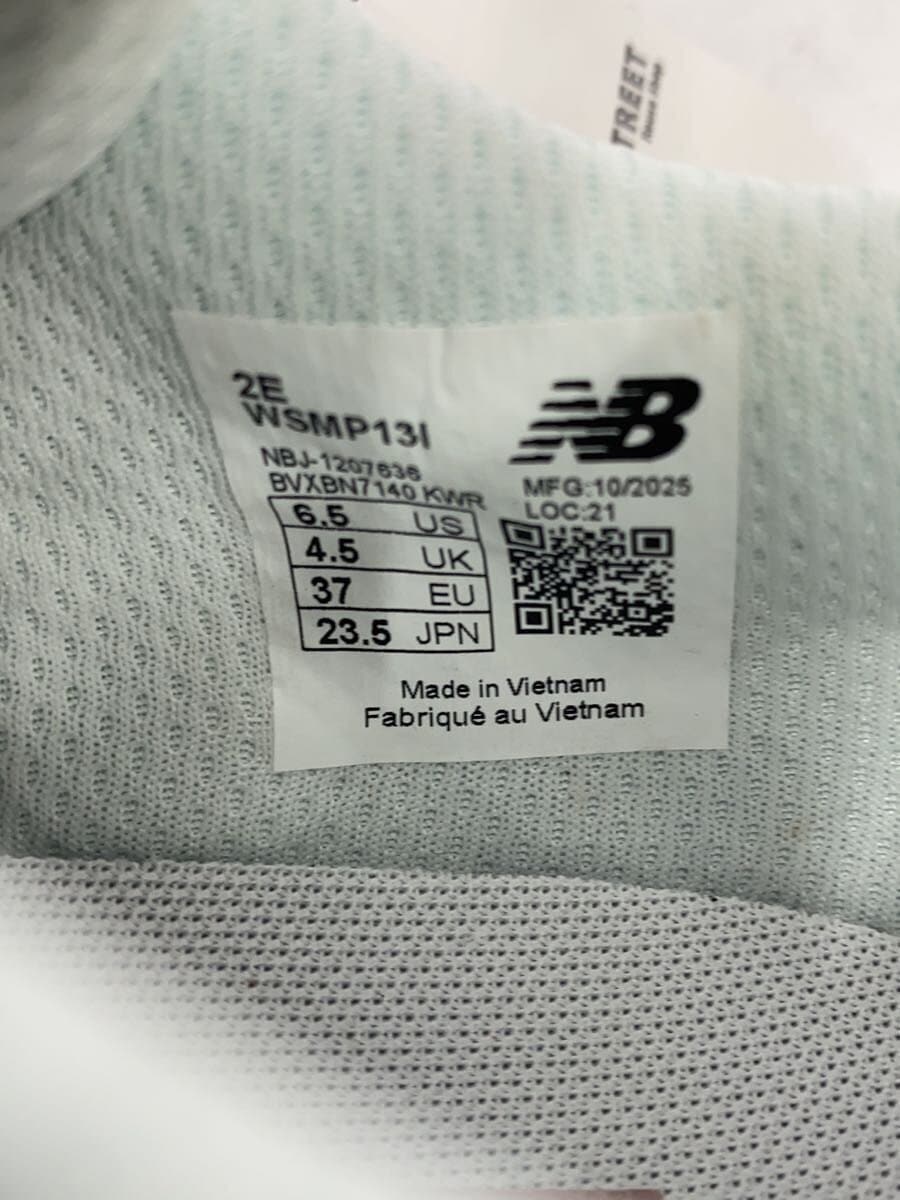 TREET
2E
WSMP13I
NBJ-1207636
BVXBN7140 KWR
6.5 US
4.5 UK
37 EU
23.5 JPN
NB
MFG:10/2025
LOC:21
Made in Vietnam
Fabriqué au Vietnam